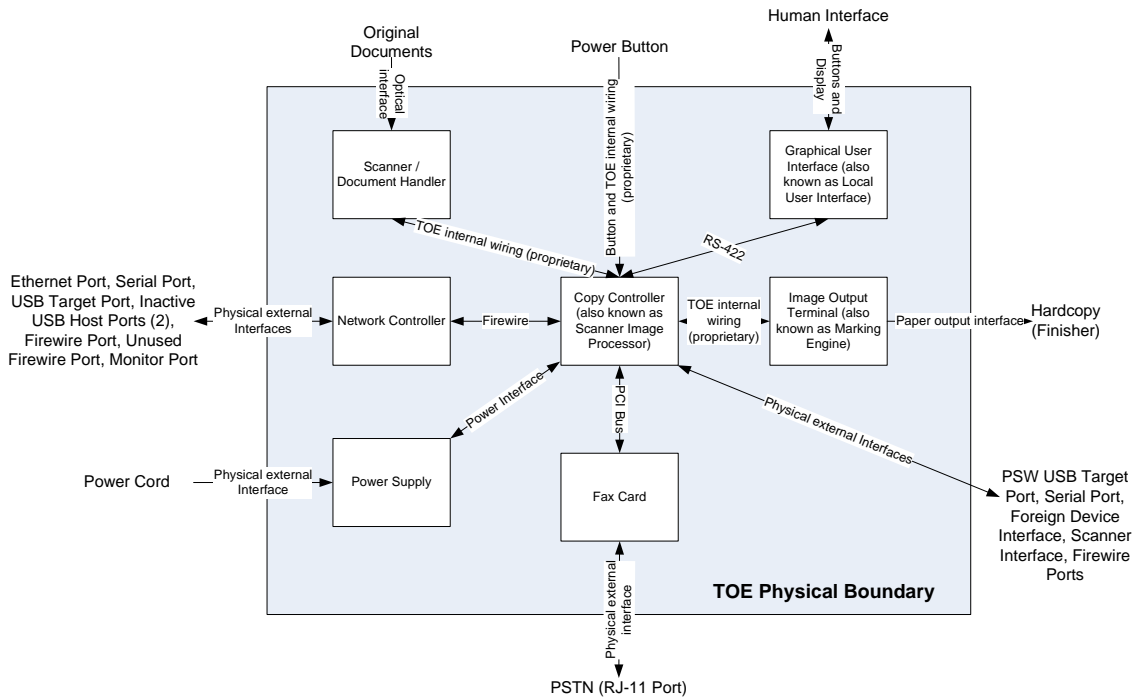 Original
Documents
Power Button
Human Interface
Optical
interface
Button and TOE internal wiring
(proprietary)
Buttons and
Display
Scanner /
Document Handler
Graphical User
Interface (also
known as Local
User Interface)
TOE internal wiring (proprietary)
RS-422
Ethernet Port, Serial Port,
USB Target Port, Inactive
USB Host Ports (2),
Firewire Port, Unused
Firewire Port, Monitor Port
Physical external
Interfaces
Network Controller
Firewire
Copy Controller
(also known as
Scanner Image
Processor)
TOE internal
wiring
(proprietary)
Image Output
Terminal (also
known as Marking
Engine)
Paper output interface
Hardcopy
(Finisher)
Power Interface
PCI Bus
Physical external Interfaces
Power Cord
Physical external
Interface
Power Supply
Fax Card
PSW USB Target
Port, Serial Port,
Foreign Device
Interface, Scanner
Interface, Firewire
Ports
TOE Physical Boundary
Physical external
interface
PSTN (RJ-11 Port)